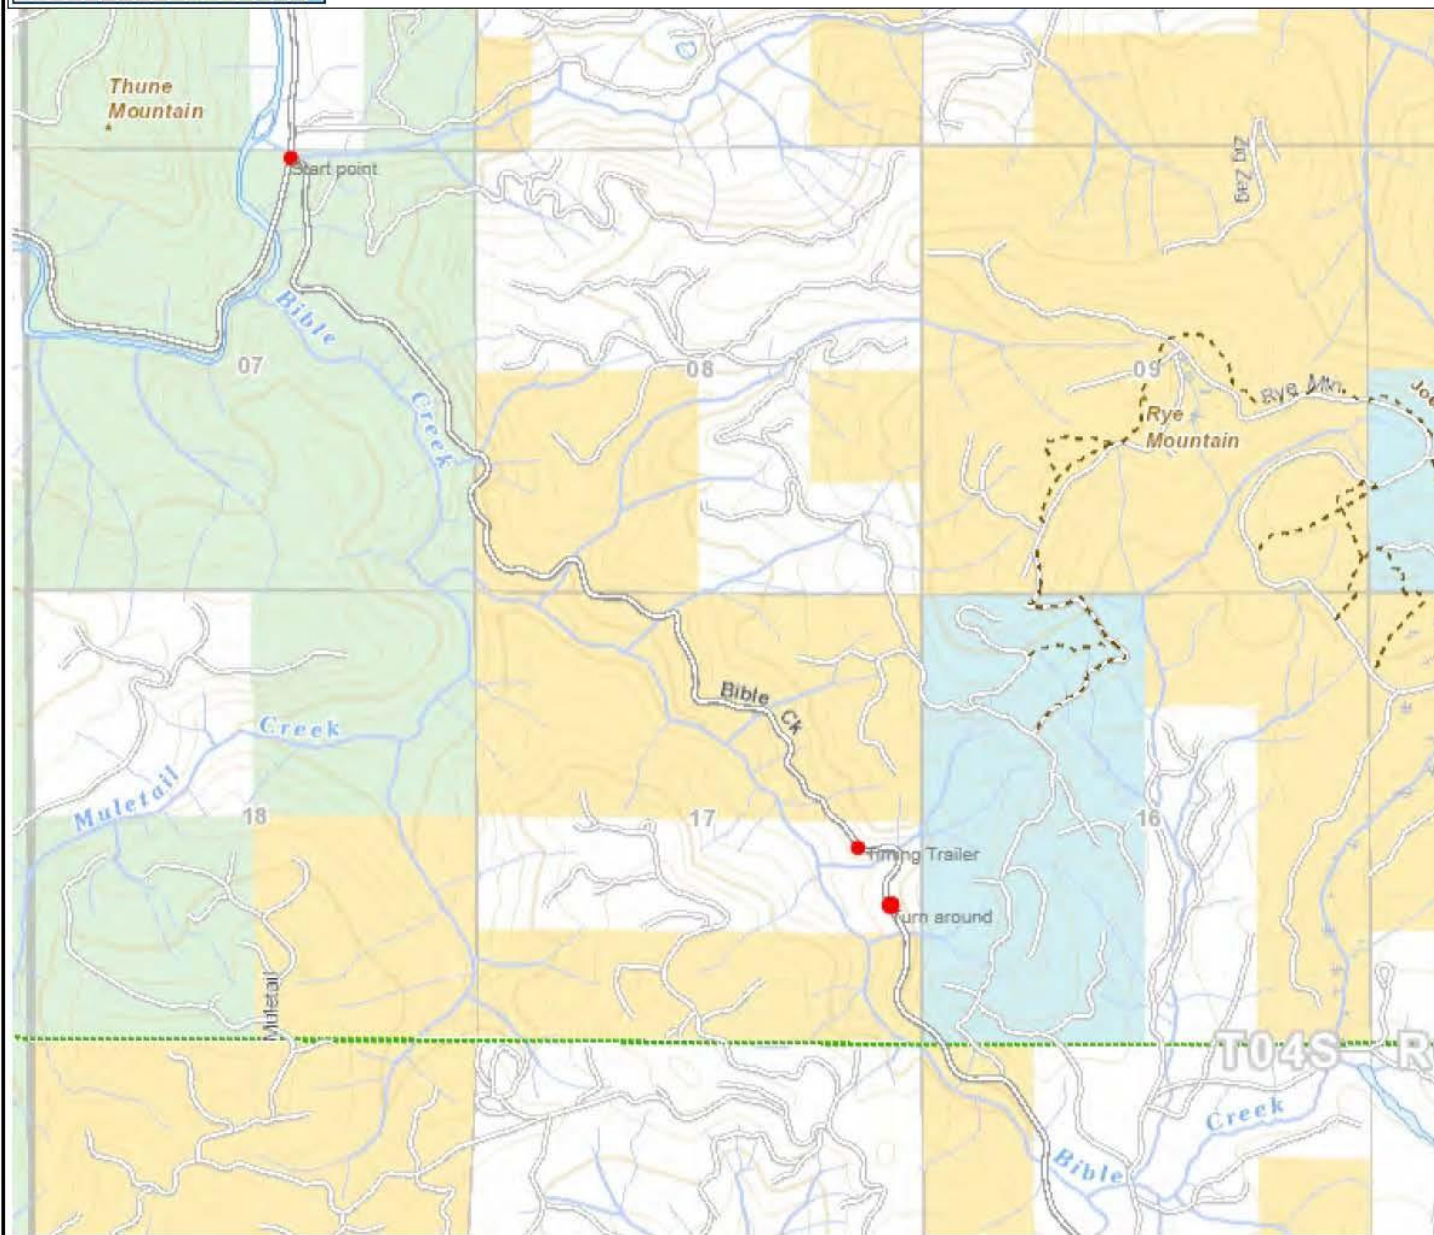 Thune
Mountain
Start point
Zig Zag
Bible
Creek
07
08
09
Rye Mtn.
Joe
Rye
Mountain
Bible Ck
Creek
Muletail
18
17
16
Timing Trailer
Turn around
Muletail
T04S - R
Creek
Bible